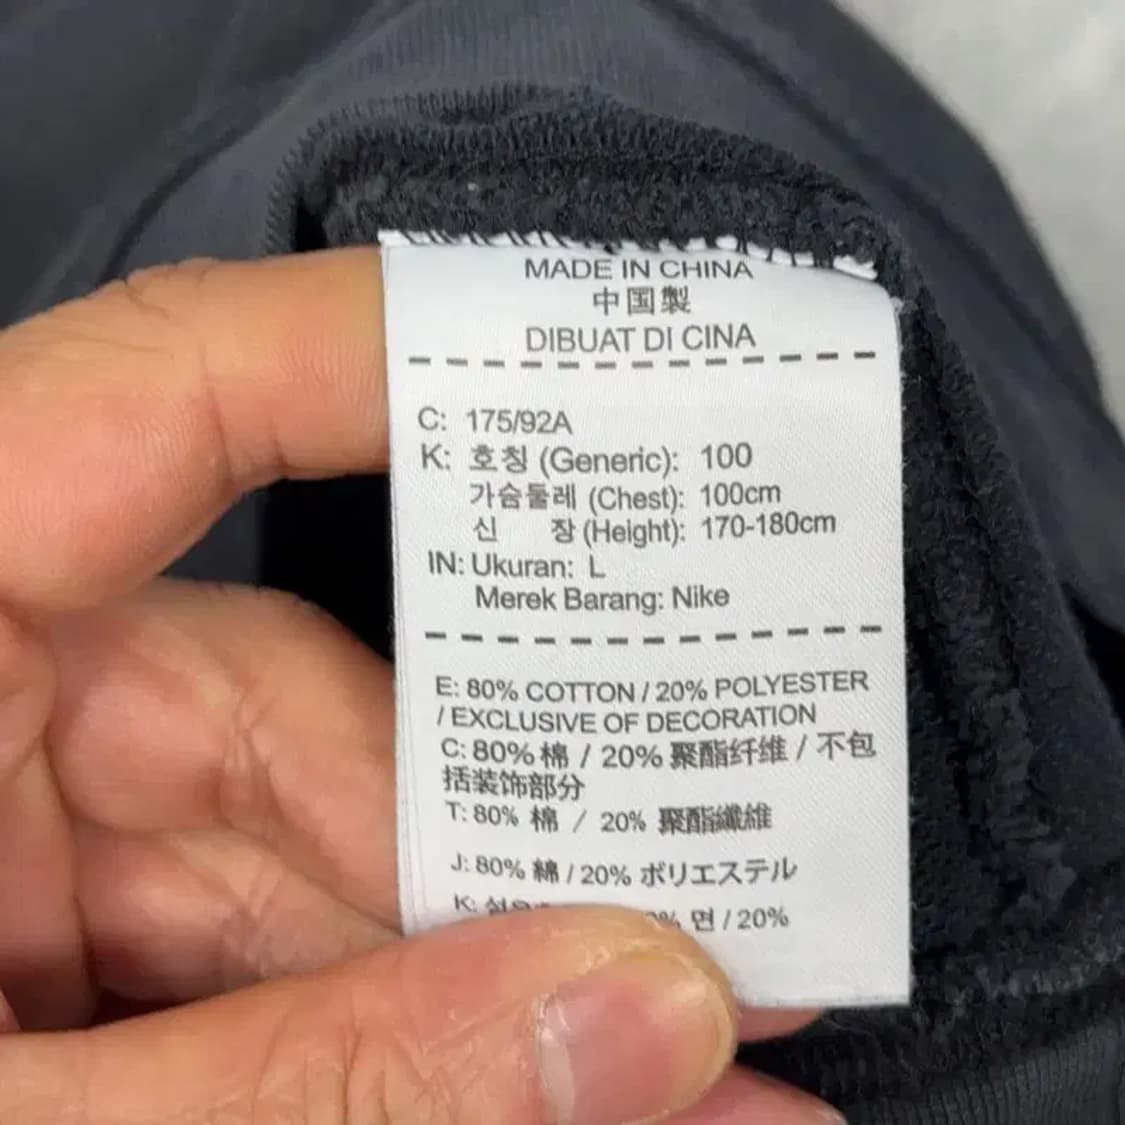 MADE IN CHINA
中国製
DIBUAT DI CINA
C: 175/92A
K: 호칭 (Generic): 100
가슴둘레 (Chest): 100cm
신 장 (Height): 170-180cm
IN: Ukuran: L
Merek Barang: Nike
E: 80% COTTON / 20% POLYESTER
/ EXCLUSIVE OF DECORATION
C: 80% 棉 / 20% 聚酯纤维 / 不包
括装饰部分
T: 80% 棉 / 20% 聚酯纖維
J: 80% 綿 / 20% ポリエステル
K: 면 / 20%